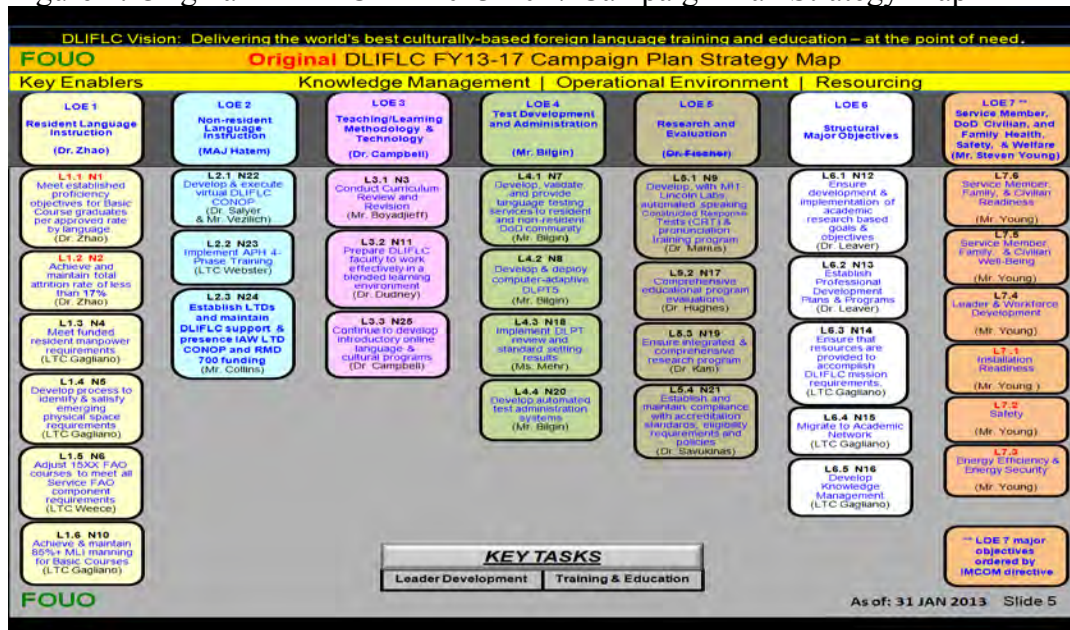 DLIFLC Vision: Delivering the world's best culturally-based foreign language training and education – at the point of need.
FOUO
Original DLIFLC FY13-17 Campaign Plan Strategy Map
Key Enablers
Knowledge Management | Operational Environment | Resourcing
LOE 1
Resident Language
Instruction
(Dr. Zhao)
L1.1 N1
Meet established
proficiency
objectives for Basic
Course graduates
per approved rate
by language
(Dr. Zhao)
L1.2 N2
Achieve and
maintain total
attrition rate of less
than 17%
(Dr. Zhao)
L1.3 N4
Meet funded
resident manpower
requirements
(LTC Gagliano)
L1.4 N5
Develop process to
identify & satisfy
emerging
physical space
requirements
(LTC Gagliano)
L1.5 N6
Adjust 15XX FAO
courses to meet all
Service FAO
component
requirements
(LTC Weece)
L1.6 N10
Achieve & maintain
85%+ MLI manning
for Basic Courses
(LTC Gagliano)
LOE 2
Non-resident
Language
Instruction
(MAJ Hatem)
L2.1 N22
Develop & execute
virtual DLIFLC
CONOP
(Dr. Salyer
& Mr. Vezilich)
L2.2 N23
Implement APH 4-
Phase Training
(LTC Webster)
L2.3 N24
Establish LTDs
and maintain
DLIFLC support &
presence IAW LTD
CONOP and RMD
700 funding
(Mr. Collins)
LOE 3
Teaching/Learning
Methodology &
Technology
(Dr. Campbell)
L3.1 N3
Conduct Curriculum
Review and
Revision
(Mr. Boyadjieff)
L3.2 N11
Prepare DLIFLC
faculty to work
effectively in a
blended learning
environment
(Dr. Dudney)
L3.3 N25
Continue to develop
introductory online
language &
cultural programs
(Dr. Campbell)
LOE 4
Test Development
and Administration
(Mr. Bilgin)
L4.1 N7
Develop, validate,
and provide
language testing
services to resident
and non-resident
DoD community
(Mr. Bilgin)
L4.2 N8
Develop & deploy
computer-adaptive
DLPT5
(Mr. Bilgin)
L4.3 N18
Implement DLPT
review and
standard setting
results
(Ms. Mehr)
L4.4 N20
Develop automated
test administration
systems
(Mr. Bilgin)
LOE 5
Research and
Evaluation
(Dr. Fischer)
L5.1 N9
Develop, with MIT
Lincoln Labs,
automated speaking
Constructed Response
Tests (CRT) &
pronunciation
training program
(Dr. Marius)
L5.2 N17
Comprehensive
educational program
evaluations
(Dr. Hughes)
L5.3 N19
Ensure integrated &
comprehensive
research program
(Dr. Kam)
L5.4 N21
Establish and
maintain compliance
with accreditation
standards, eligibility
requirements and
policies
(Dr. Savukinas)
LOE 6
Structural
Major Objectives
L6.1 N12
Ensure
development &
implementation of
academic
research based
goals &
objectives
(Dr. Leaver)
L6.2 N13
Establish
Professional
Development
Plans & Programs
(Dr. Leaver)
L6.3 N14
Ensure that
resources are
provided to
accomplish
DLIFLC mission
requirements.
(LTC Gagliano)
L6.4 N15
Migrate to Academic
Network
(LTC Gagliano)
L6.5 N16
Develop
Knowledge
Management
(LTC Gagliano)
LOE 7 **
Service Member,
DoD Civilian, and
Family Health,
Safety, & Welfare
(Mr. Steven Young)
L7.6
Service Member,
Family, & Civilian
Readiness
(Mr. Young)
L7.5
Service Member,
Family, & Civilian
Well-Being
(Mr. Young)
L7.4
Leader & Workforce
Development
(Mr. Young)
L7.1
Installation
Readiness
(Mr. Young )
L7.2
Safety
(Mr. Young)
L7.3
Energy Efficiency &
Energy Security
(Mr. Young)
** LOE 7 major
objectives
ordered by
IMCOM directive
KEY TASKS
Leader Development
Training & Education
FOUO
As of: 31 JAN 2013 Slide 5